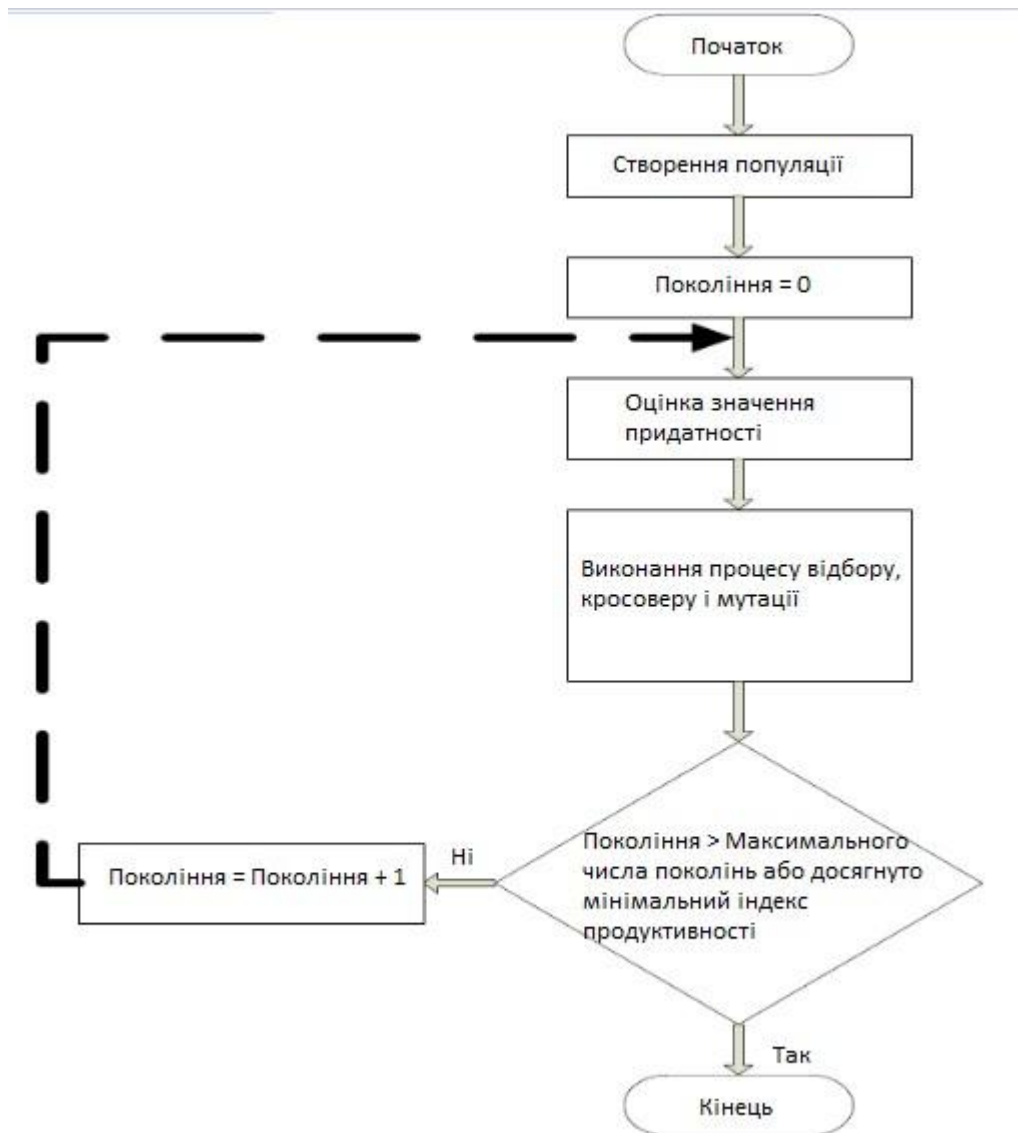 Початок
Створення популяції
Покоління = 0
Оцінка значення
придатності
Виконання процесу відбору,
кросоверу і мутації
Покоління > Максимального
числа поколінь або досягнуто
мінімальний індекс
продуктивності
Ні
Покоління = Покоління + 1
Так
Кінець